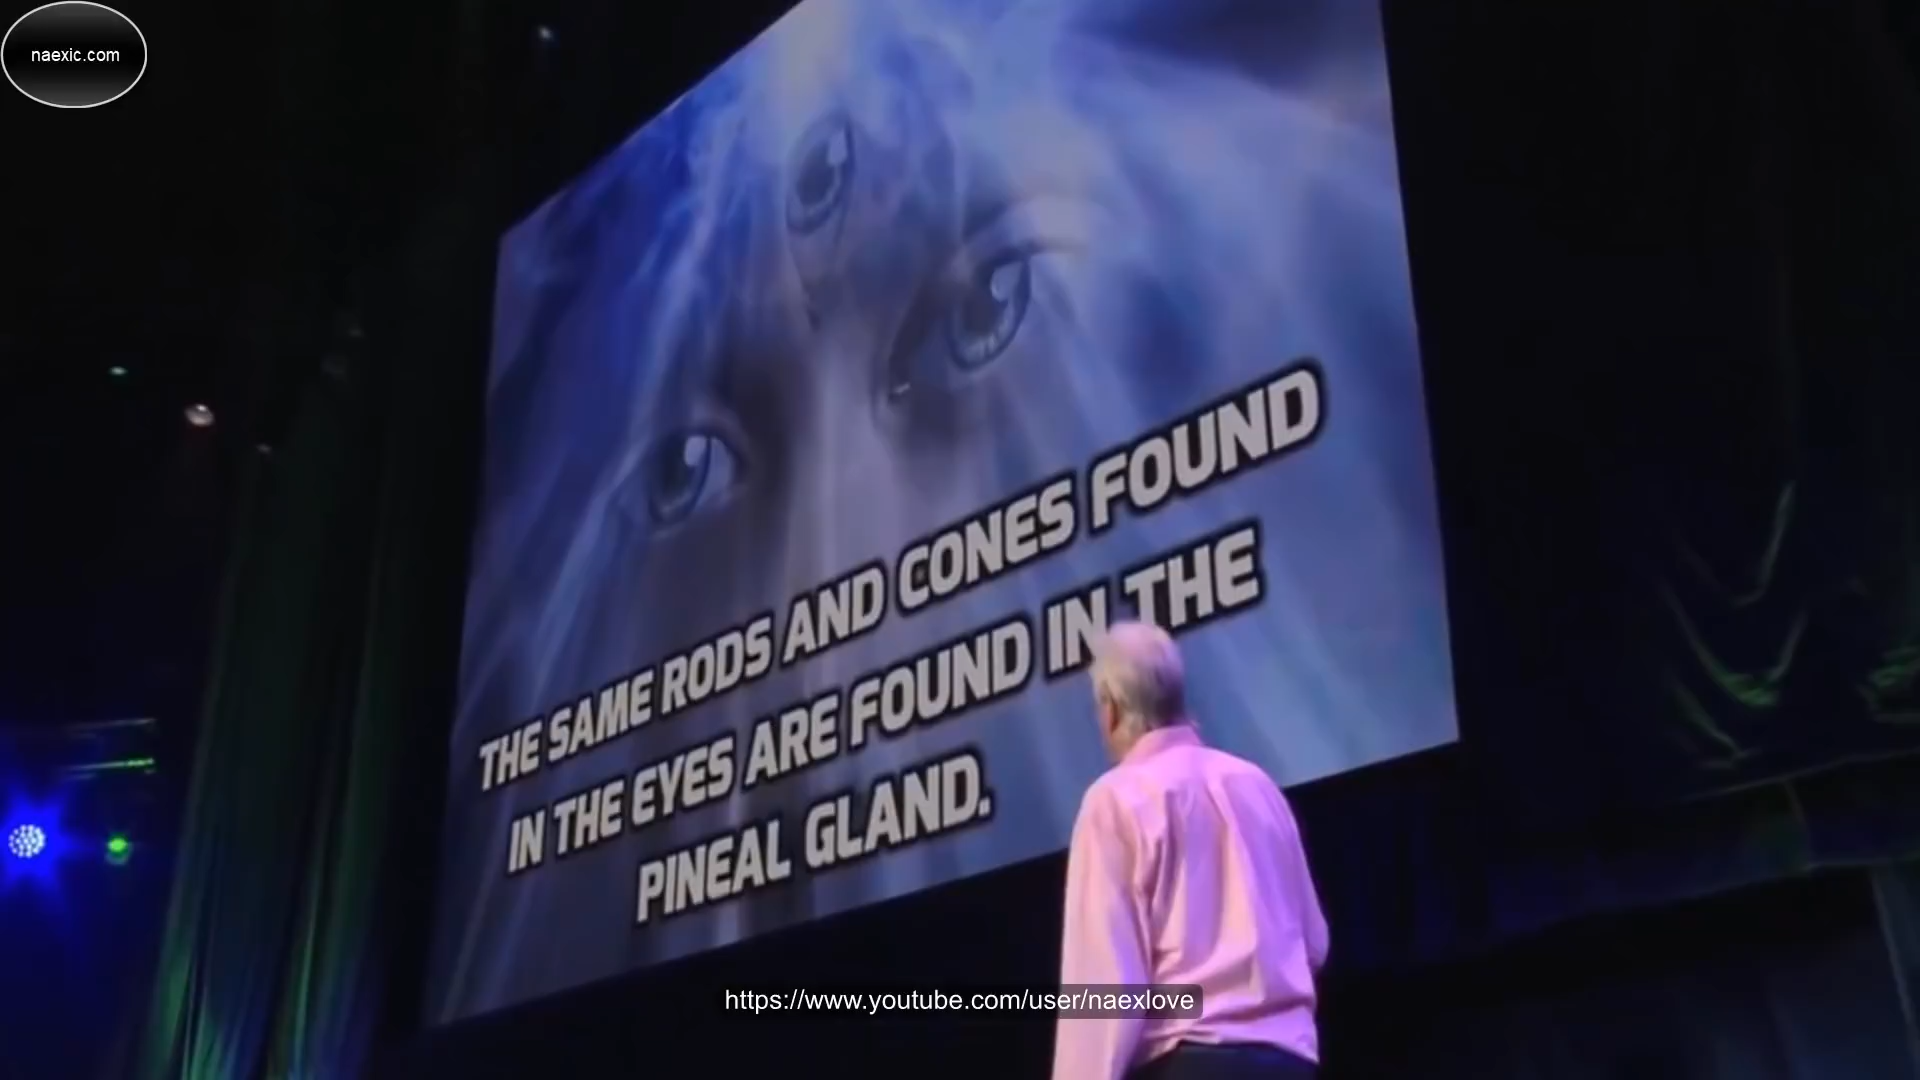 naexic.com
THE SAME RODS AND CONES FOUND
IN THE EYES ARE FOUND IN THE
PINEAL GLAND.
https://www.youtube.com/user/naexlove